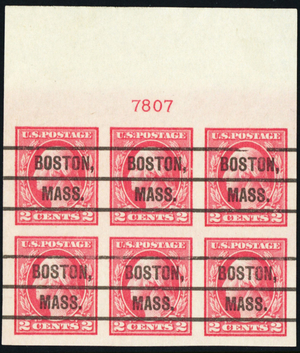 7807
U.S. POSTAGE U.S. POSTAGE U.S. POSTAGE
BOSTON, BOSTON, BOSTON,
MASS. MASS. MASS.
2 CENTS 2 2 CENTS 2 2 CENTS 2
U.S. POSTAGE U.S. POSTAGE U.S. POSTAGE
BOSTON, BOSTON, BOSTON,
MASS. MASS. MASS.
2 CENTS 2 2 CENTS 2 2 CENTS 2